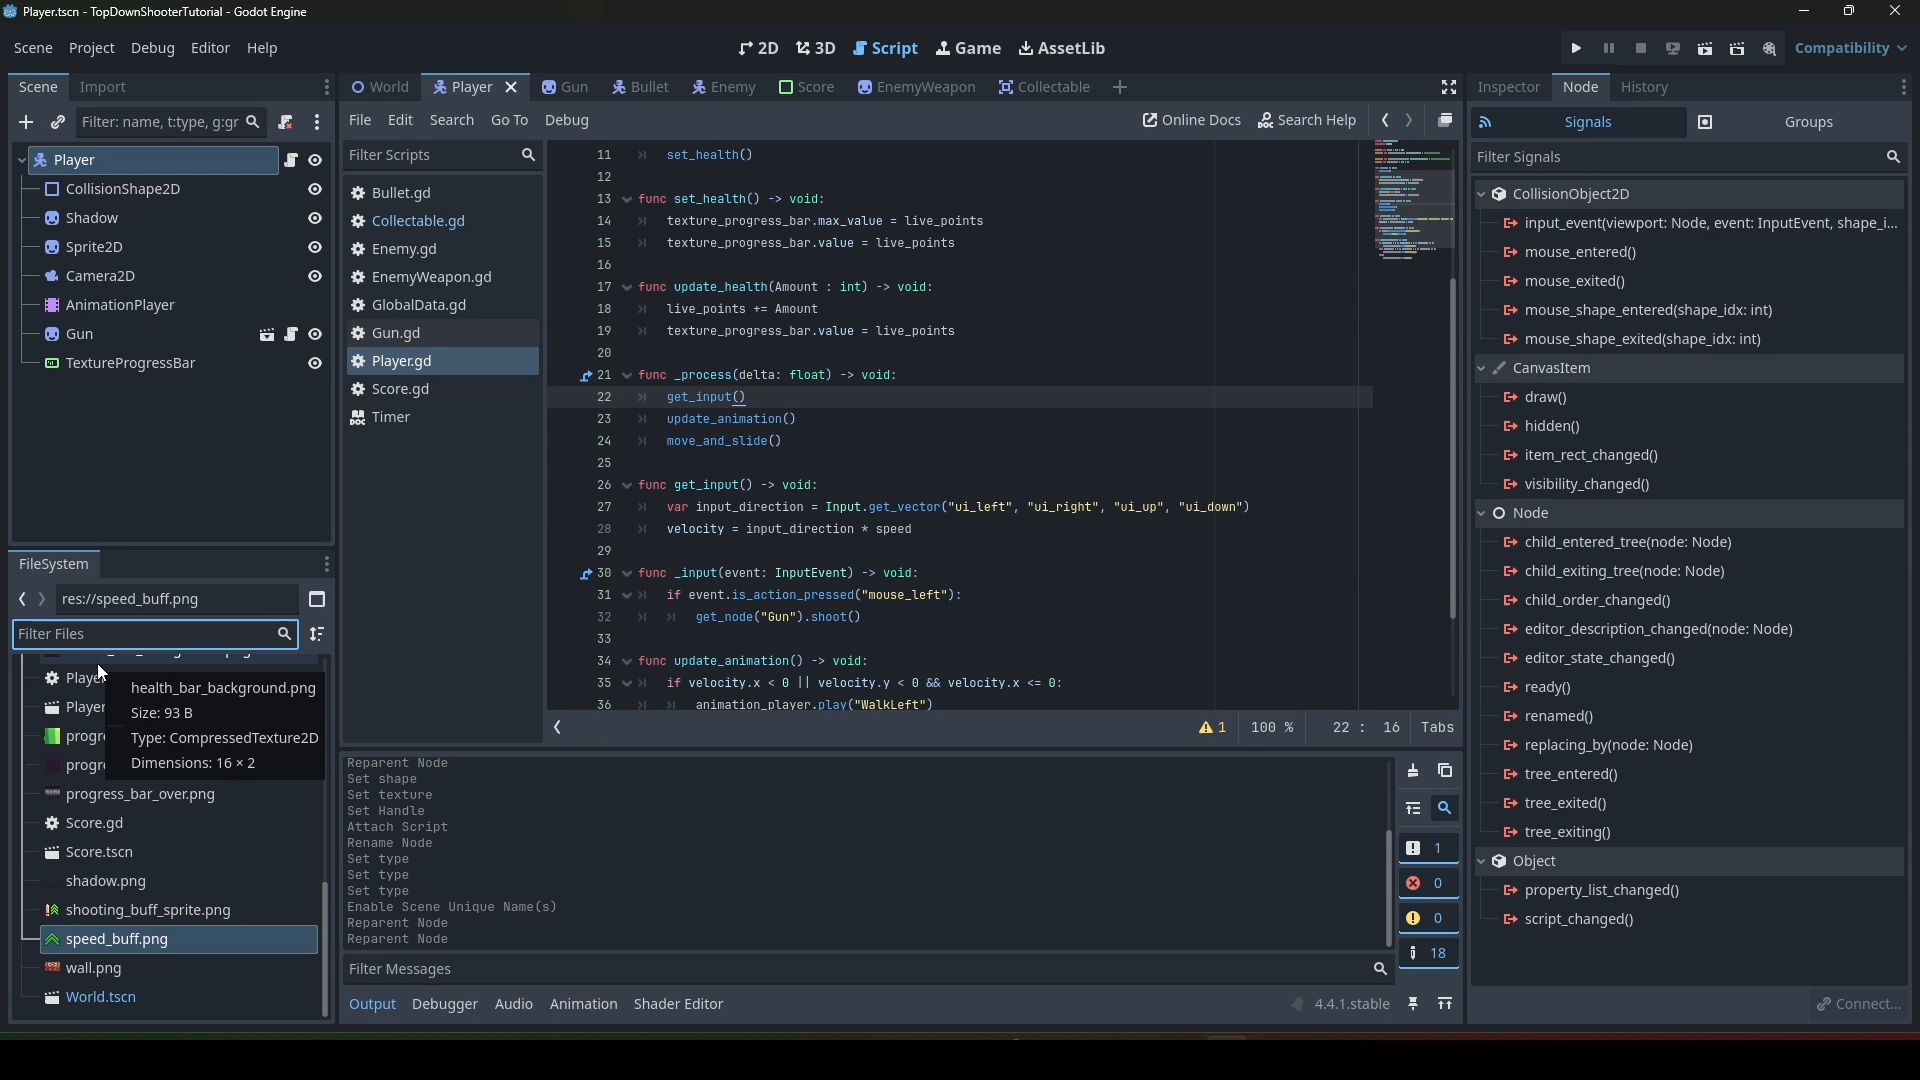 Player.tscn - TopDownShooterTutorial - Godot Engine
Scene Project Debug Editor Help
2D 3D Script Game AssetLib
Compatibility
Scene Import
Filter: name, t:type, g:gr
Player
CollisionShape2D
Shadow
Sprite2D
Camera2D
AnimationPlayer
Gun
TextureProgressBar
FileSystem
res://speed_buff.png
Filter Files
Player
progr
progr
progress_bar_over.png
Score.gd
Score.tscn
shadow.png
shooting_buff_sprite.png
speed_buff.png
wall.png
World.tscn
health_bar_background.png
Size: 93 B
Type: CompressedTexture2D
Dimensions: 16 × 2
World Player Gun Bullet Enemy Score EnemyWeapon Collectable
File Edit Search Go To Debug
Online Docs Search Help
Filter Scripts
Bullet.gd
Collectable.gd
Enemy.gd
EnemyWeapon.gd
GlobalData.gd
Gun.gd
Player.gd
Score.gd
Timer
11 set_health()
12
13 func set_health() -> void:
14 texture_progress_bar.max_value = live_points
15 texture_progress_bar.value = live_points
16
17 func update_health(Amount : int) -> void:
18 live_points += Amount
19 texture_progress_bar.value = live_points
20
21 func _process(delta: float) -> void:
22 get_input()
23 update_animation()
24 move_and_slide()
25
26 func get_input() -> void:
27 var input_direction = Input.get_vector("ui_left", "ui_right", "ui_up", "ui_down")
28 velocity = input_direction * speed
29
30 func _input(event: InputEvent) -> void:
31 if event.is_action_pressed("mouse_left"):
32 get_node("Gun").shoot()
33
34 func update_animation() -> void:
35 if velocity.x < 0 || velocity.y < 0 && velocity.x <= 0:
36 animation_player.play("WalkLeft")
1 100 % 22 : 16 Tabs
Reparent Node
Set shape
Set texture
Set Handle
Attach Script
Rename Node
Set type
Set type
Set type
Enable Scene Unique Name(s)
Reparent Node
Reparent Node
1
0
0
18
Filter Messages
Output Debugger Audio Animation Shader Editor
4.4.1.stable
Inspector Node History
Signals Groups
Filter Signals
CollisionObject2D
input_event(viewport: Node, event: InputEvent, shape_i...
mouse_entered()
mouse_exited()
mouse_shape_entered(shape_idx: int)
mouse_shape_exited(shape_idx: int)
CanvasItem
draw()
hidden()
item_rect_changed()
visibility_changed()
Node
child_entered_tree(node: Node)
child_exiting_tree(node: Node)
child_order_changed()
editor_description_changed(node: Node)
editor_state_changed()
ready()
renamed()
replacing_by(node: Node)
tree_entered()
tree_exited()
tree_exiting()
Object
property_list_changed()
script_changed()
Connect...